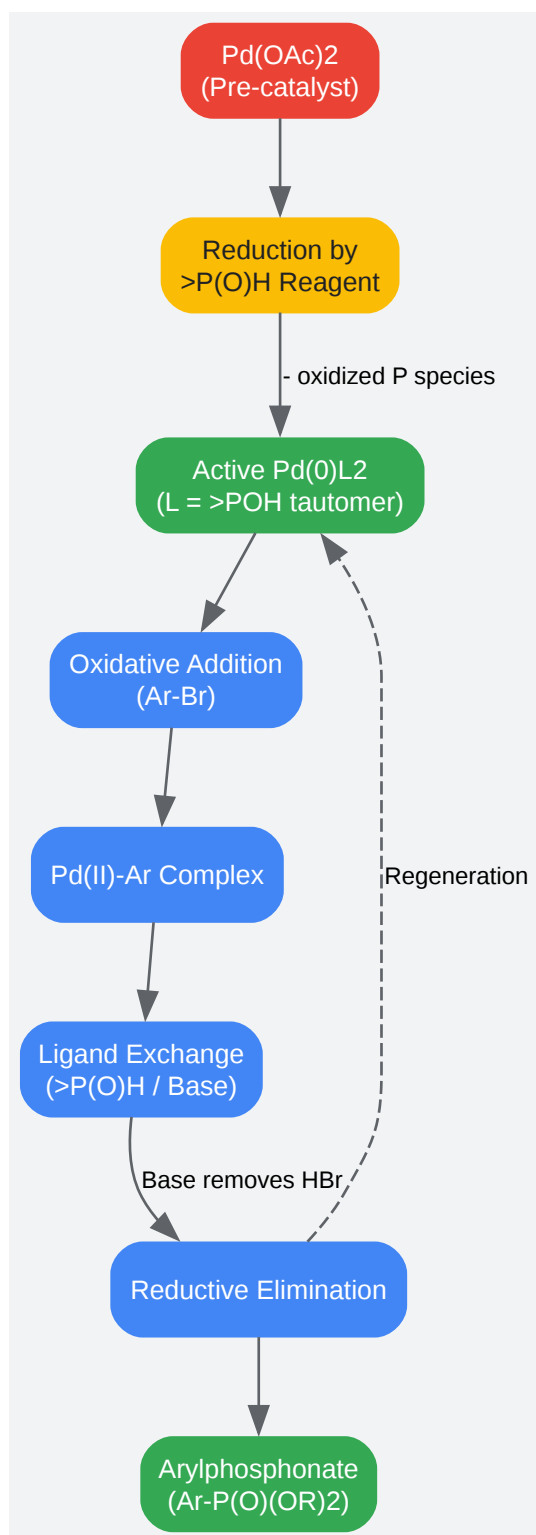 Pd(OAc)2
(Pre-catalyst)
Reduction by
>P(O)H Reagent
- oxidized P species
Active Pd(0)L2
(L = >POH tautomer)
Oxidative Addition
(Ar-Br)
Pd(II)-Ar Complex
Regeneration
Ligand Exchange
(>P(O)H / Base)
Base removes HBr
Reductive Elimination
Arylphosphonate
(Ar-P(O)(OR)2)